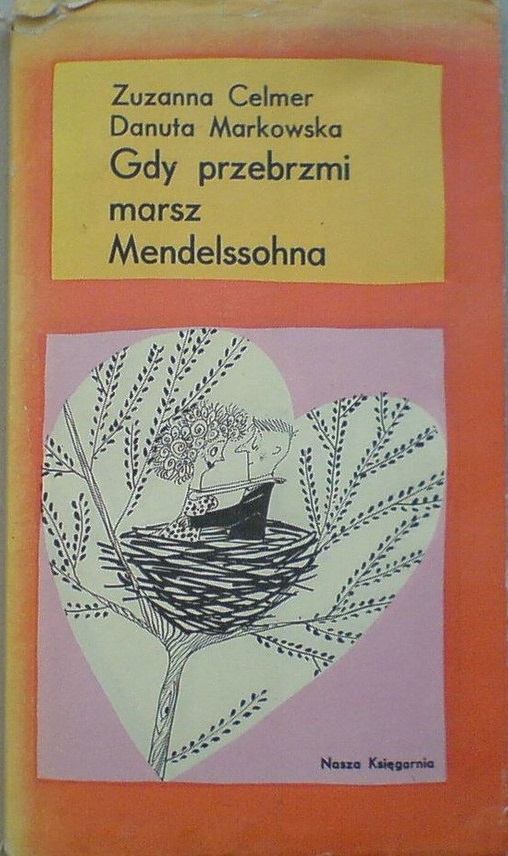 Zuzanna Celmer
Danuta Markowska
Gdy przebrzmi
marsz
Mendelssohna
Nasza Księgarnia